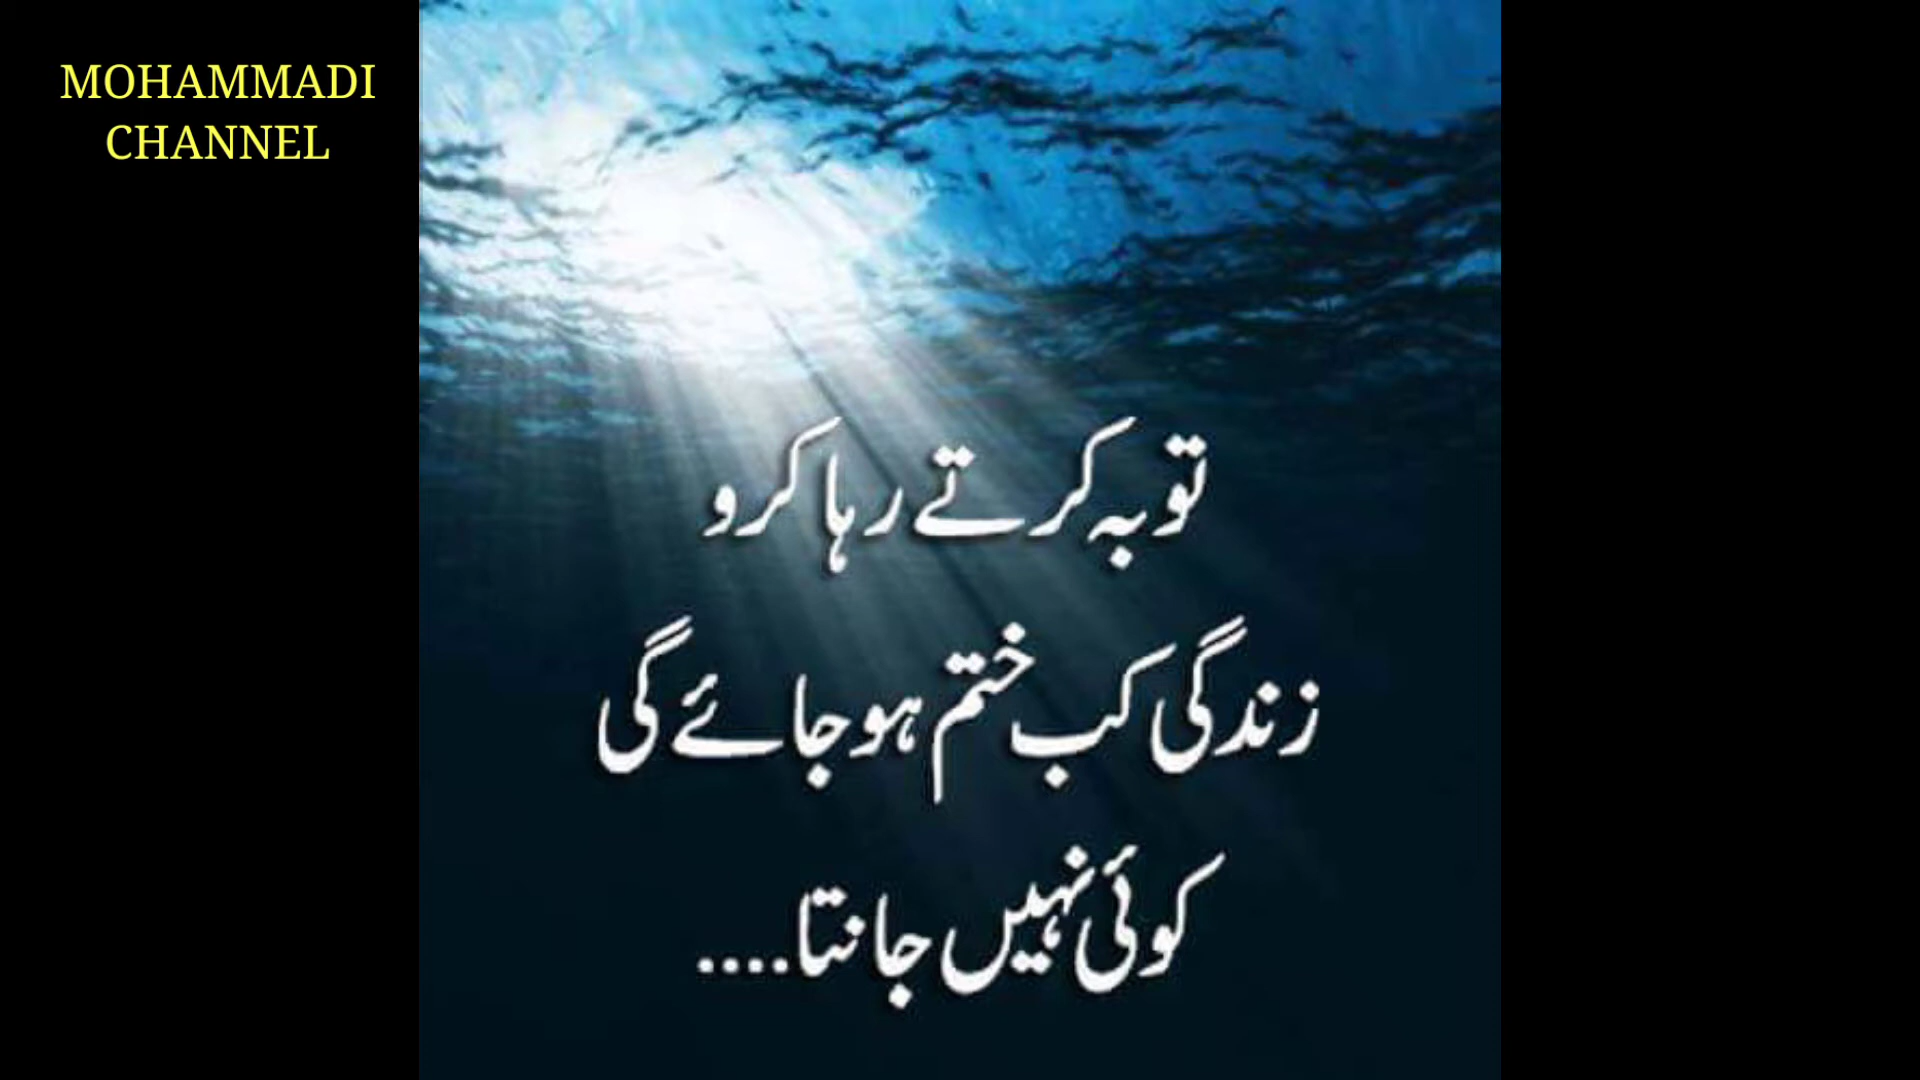 MOHAMMADI
CHANNEL
توبہ کرتے رہا کرو
زندگی کب ختم ہو جائے گی
کوئی نہیں جانتا....